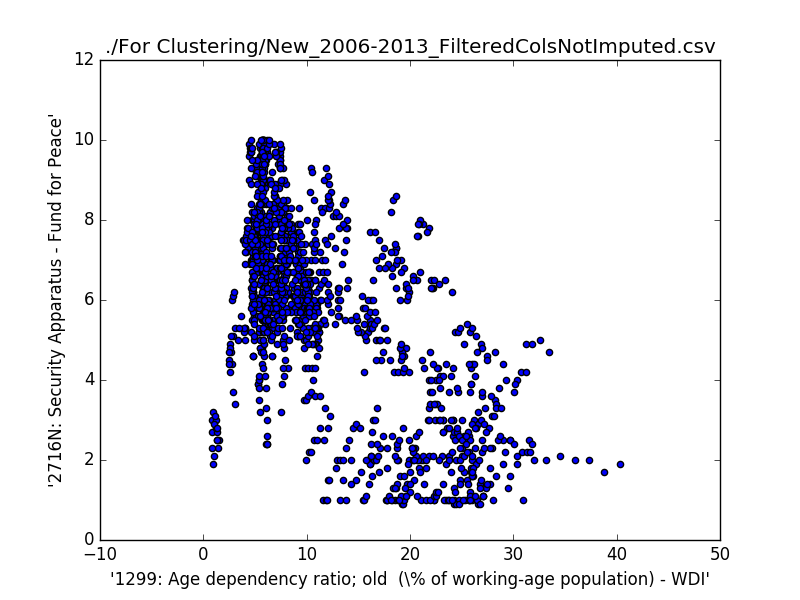 ./For Clustering/New_2006-2013_FilteredColsNotImputed.csv
12
10
8
6
4
2
0
'2716N: Security Apparatus - Fund for Peace'
−10 0 10 20 30 40 50
'1299: Age dependency ratio; old  (\% of working-age population) - WDI'